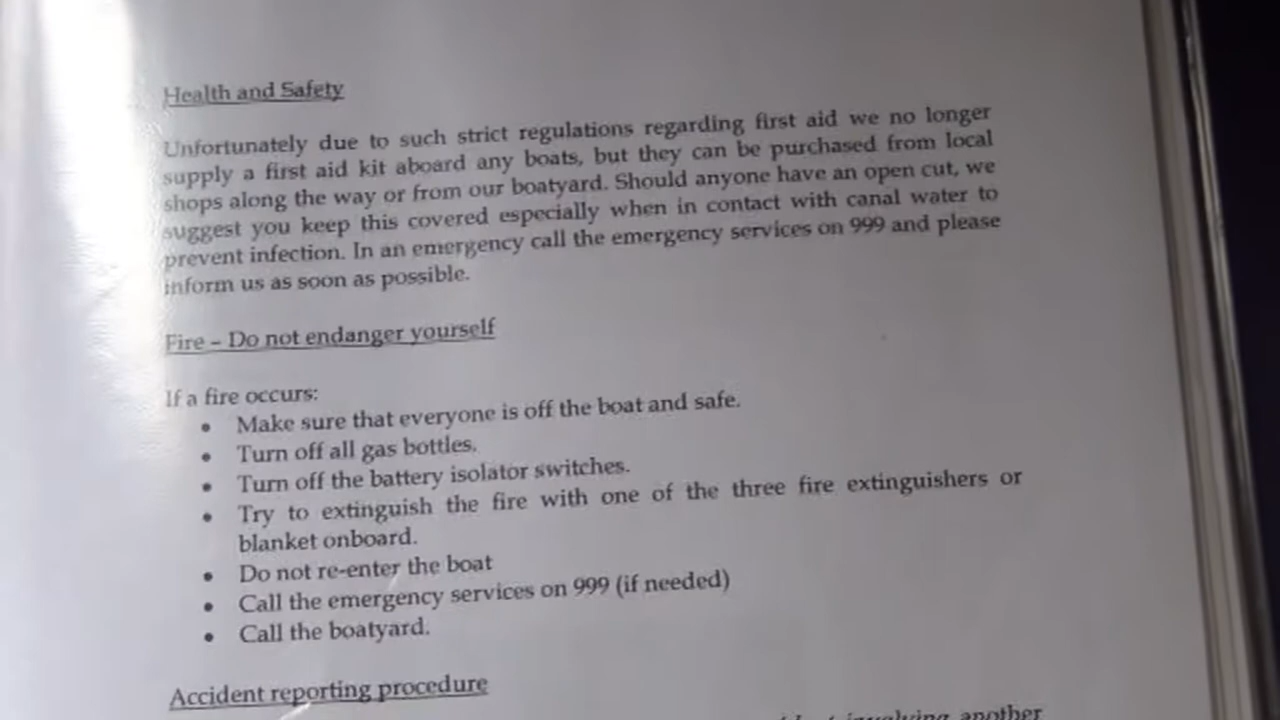 Health and Safety
Unfortunately due to such strict regulations regarding first aid we no longer
supply a first aid kit aboard any boats, but they can be purchased from local
shops along the way or from our boatyard. Should anyone have an open cut, we
suggest you keep this covered especially when in contact with canal water to
prevent infection. In an emergency call the emergency services on 999 and please
inform us as soon as possible.
Fire – Do not endanger yourself
If a fire occurs:
• Make sure that everyone is off the boat and safe.
• Turn off all gas bottles.
• Turn off the battery isolator switches.
• Try to extinguish the fire with one of the three fire extinguishers or
blanket onboard.
• Do not re-enter the boat
• Call the emergency services on 999 (if needed)
• Call the boatyard.
Accident reporting procedure
involving another